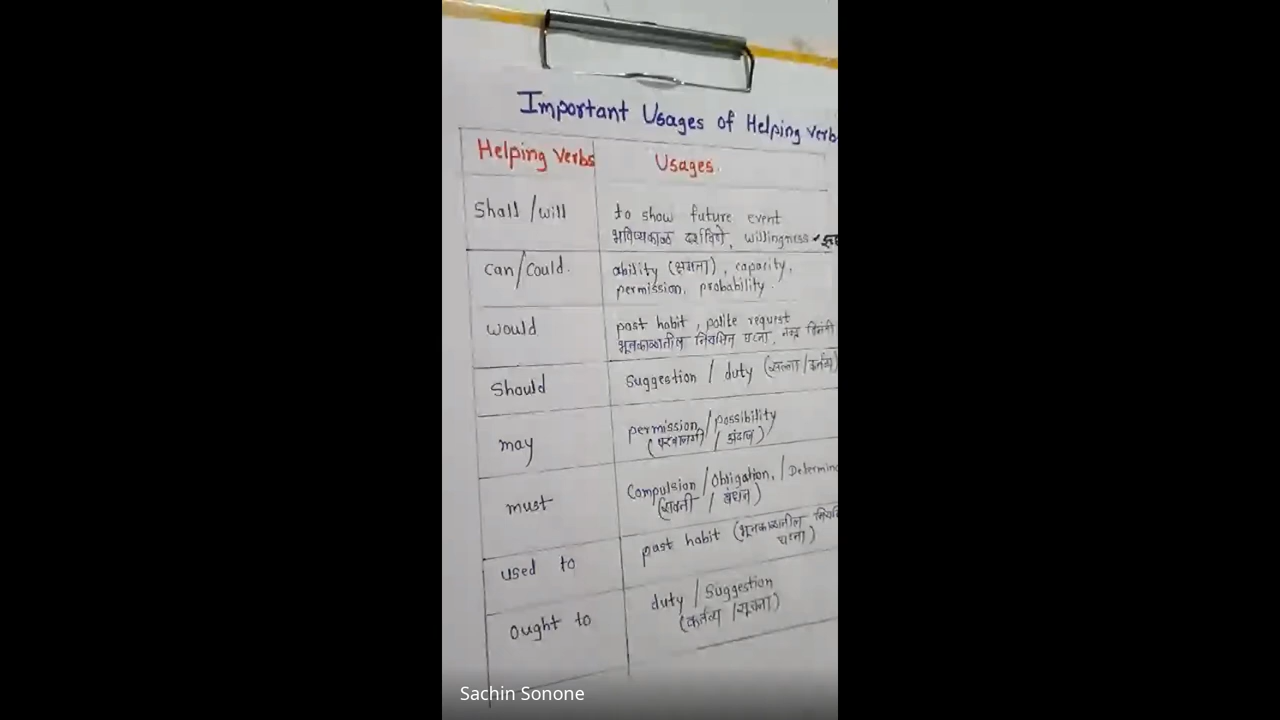 Important Usages of Helping Verb
Helping Verbs
Usages.
Shall / will
to show future event
भविष्यकाळ दर्शविणे, willingness
can/Could.
ability (क्षमता), capacity,
permission, probability.
would
past habit, polite request
भूतकाळातील नियमित घटना, नम्र विनंती
Should
Suggestion / duty (सल्ला/कर्तव्य)
may
permission/possibility
(परवानगी / अंदाज)
must
Compulsion / Obligation, / Determin
(सक्ती / बंधन)
used to
past habit (भूतकाळातील
घटना)
Ought to
duty / Suggestion
(कर्तव्य / सूचना)
Sachin Sonone